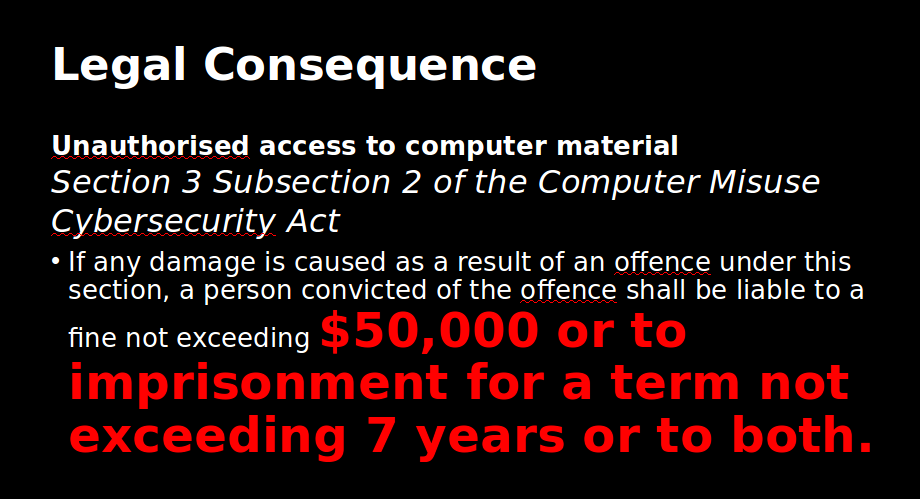 Legal Consequence
Unauthorised access to computer material
Section 3 Subsection 2 of the Computer Misuse
Cybersecurity Act
• If any damage is caused as a result of an offence under this
section, a person convicted of the offence shall be liable to a
fine not exceeding $50,000 or to
imprisonment for a term not
exceeding 7 years or to both.